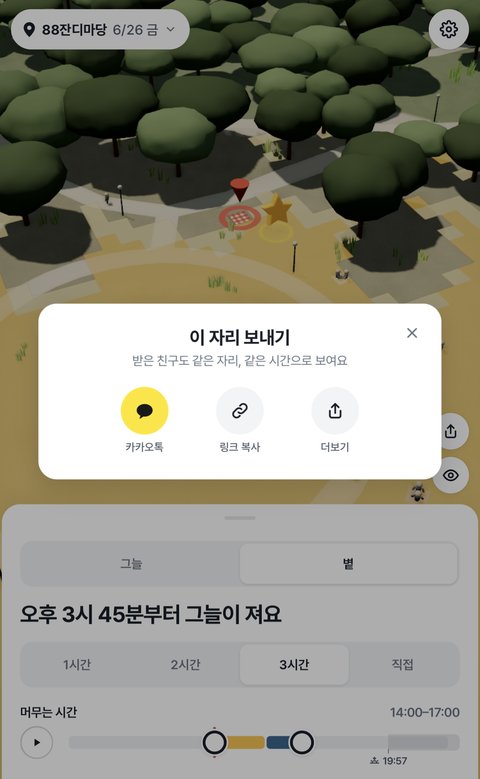 88잔디마당 6/26 금
이 자리 보내기
받은 친구도 같은 자리, 같은 시간으로 보여요
카카오톡
링크 복사
더보기
그늘
볕
오후 3시 45분부터 그늘이 져요
1시간
2시간
3시간
직접
머무는 시간
14:00–17:00
19:57